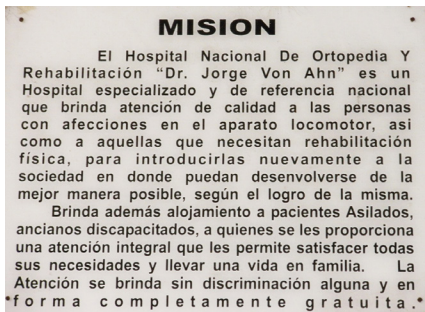 MISION
El Hospital Nacional De Ortopedia Y
Rehabilitación “Dr. Jorge Von Ahn” es un
Hospital especializado y de referencia nacional
que brinda atención de calidad a las personas
con afecciones en el aparato locomotor, asi
como a aquellas que necesitan rehabilitación
física, para introducirlas nuevamente a la
sociedad en donde puedan desenvolverse de la
mejor manera posible, según el logro de la misma.
Brinda además alojamiento a pacientes Asilados,
ancianos discapacitados, a quienes se les proporciona
una atención integral que les permite satisfacer todas
sus necesidades y llevar una vida en familia. La
Atención se brinda sin discriminación alguna y en
forma completamente gratuita.